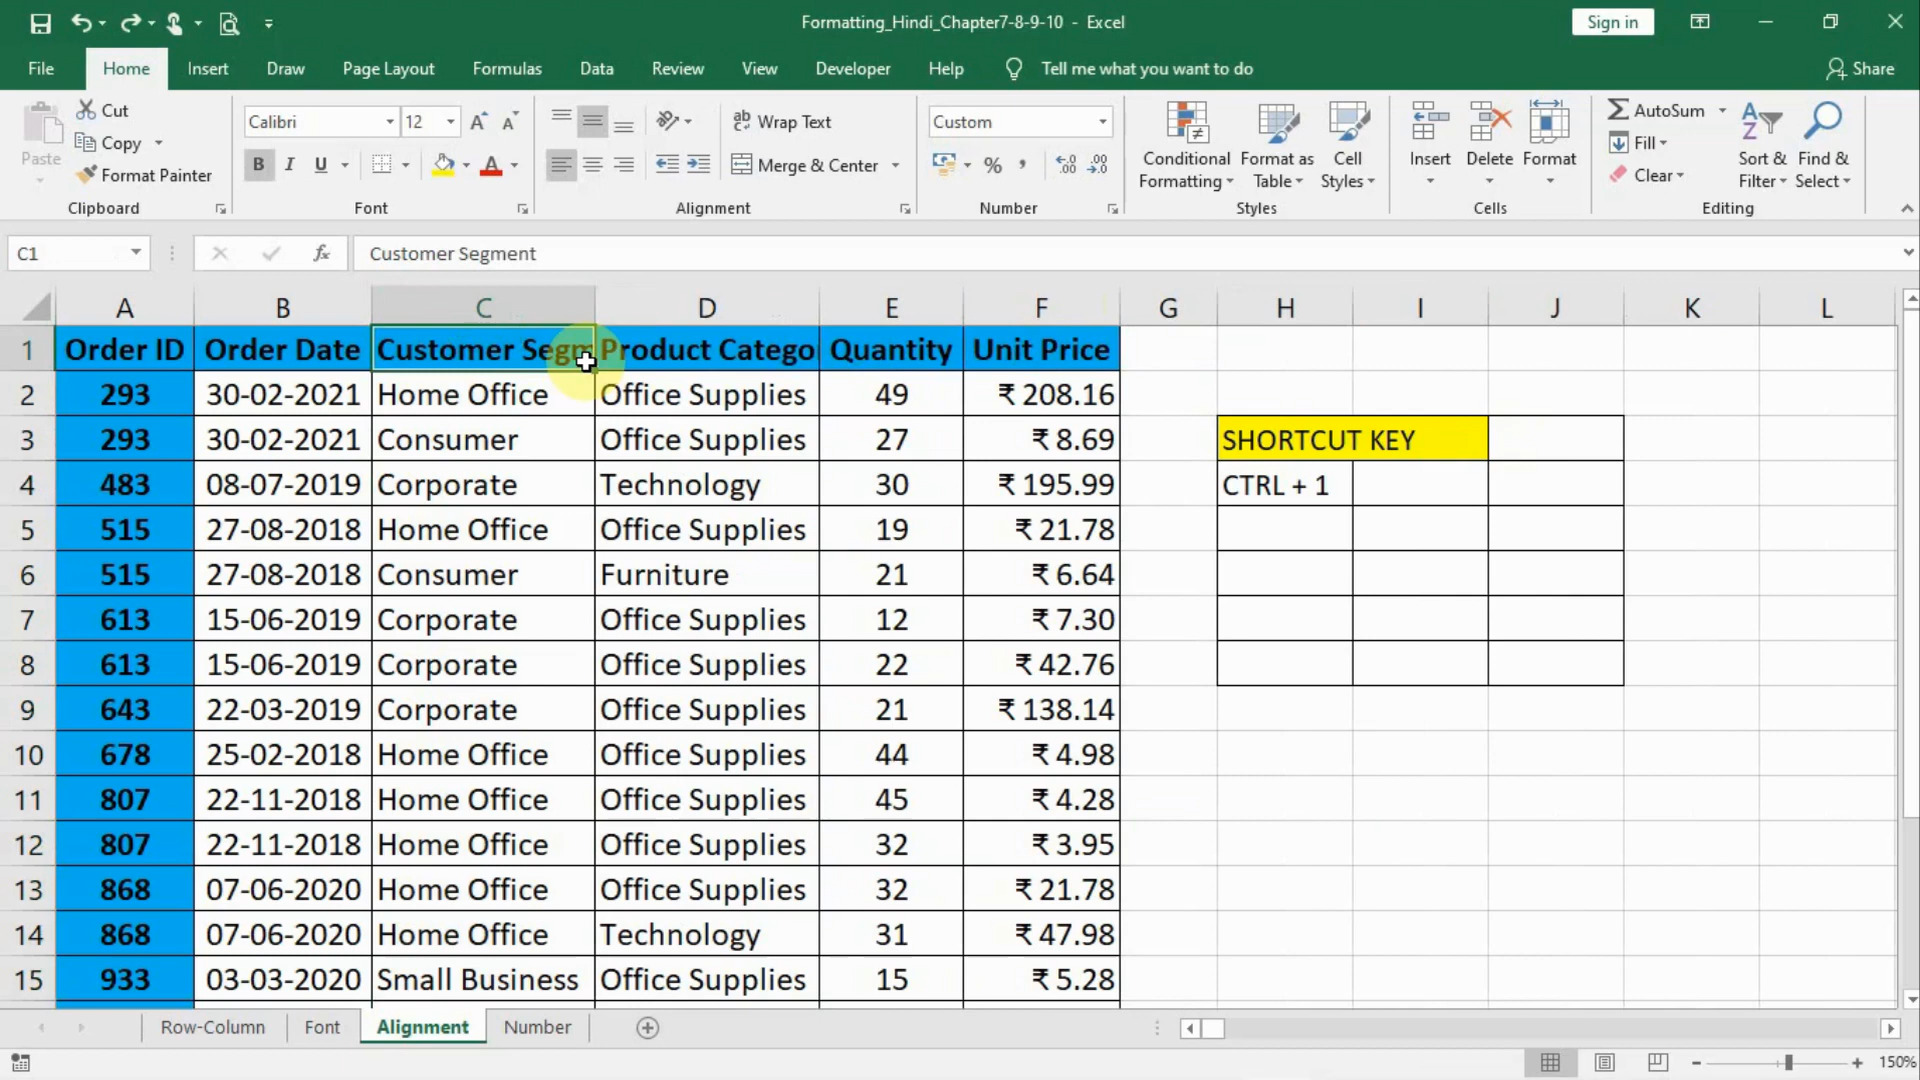 Formatting_Hindi_Chapter7-8-9-10 - Excel
Sign in
File Home Insert Draw Page Layout Formulas Data Review View Developer Help Tell me what you want to do Share
Paste
Cut
Copy
Format Painter
Clipboard
Calibri 12
B I U A
Font
ab Wrap Text
Merge & Center
Alignment
Custom
% ,
Number
Conditional Formatting
Format as Table
Cell Styles
Styles
Insert Delete Format
Cells
AutoSum
Fill
Clear
Sort & Filter
Find & Select
Editing
C1 fx Customer Segment
A B C D E F G H I J K L
1 Order ID Order Date Customer Segm Product Catego Quantity Unit Price
2 293 30-02-2021 Home Office Office Supplies 49 ₹ 208.16
3 293 30-02-2021 Consumer Office Supplies 27 ₹ 8.69 SHORTCUT KEY
4 483 08-07-2019 Corporate Technology 30 ₹ 195.99 CTRL + 1
5 515 27-08-2018 Home Office Office Supplies 19 ₹ 21.78
6 515 27-08-2018 Consumer Furniture 21 ₹ 6.64
7 613 15-06-2019 Corporate Office Supplies 12 ₹ 7.30
8 613 15-06-2019 Corporate Office Supplies 22 ₹ 42.76
9 643 22-03-2019 Corporate Office Supplies 21 ₹ 138.14
10 678 25-02-2018 Home Office Office Supplies 44 ₹ 4.98
11 807 22-11-2018 Home Office Office Supplies 45 ₹ 4.28
12 807 22-11-2018 Home Office Office Supplies 32 ₹ 3.95
13 868 07-06-2020 Home Office Office Supplies 32 ₹ 21.78
14 868 07-06-2020 Home Office Technology 31 ₹ 47.98
15 933 03-03-2020 Small Business Office Supplies 15 ₹ 5.28
Row-Column Font Alignment Number
150%